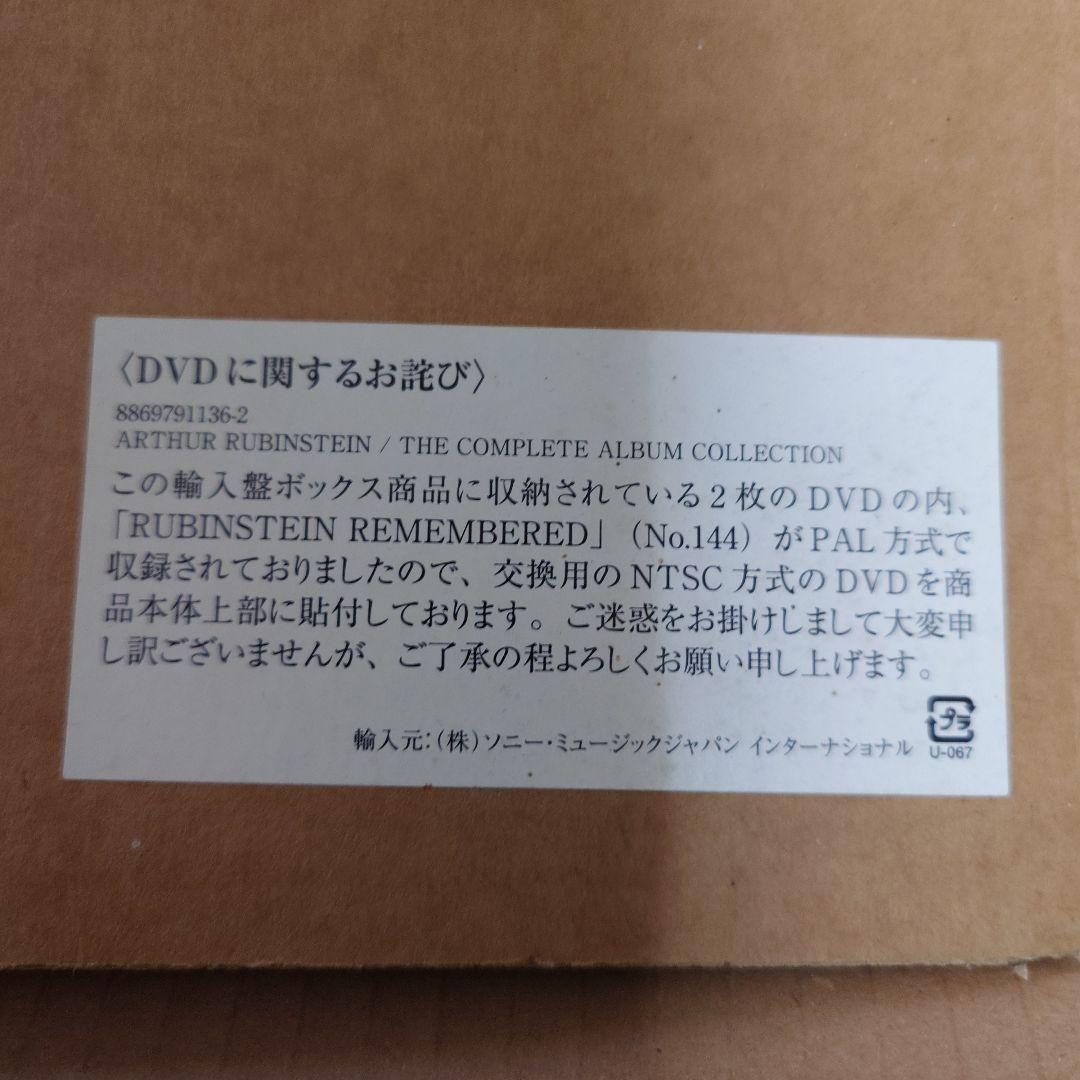 〈DVDに関するお詫び〉
8869791136-2
ARTHUR RUBINSTEIN / THE COMPLETE ALBUM COLLECTION
この輸入盤ボックス商品に収納されている2枚のDVDの内、
「RUBINSTEIN REMEMBERED」（No.144）がPAL方式で
収録されておりましたので、交換用のNTSC方式のDVDを商
品本体上部に貼付しております。ご迷惑をお掛けしまして大変申
し訳ございませんが、ご了承の程よろしくお願い申し上げます。
輸入元:(株)ソニー・ミュージックジャパン インターナショナル
プラ
U-067